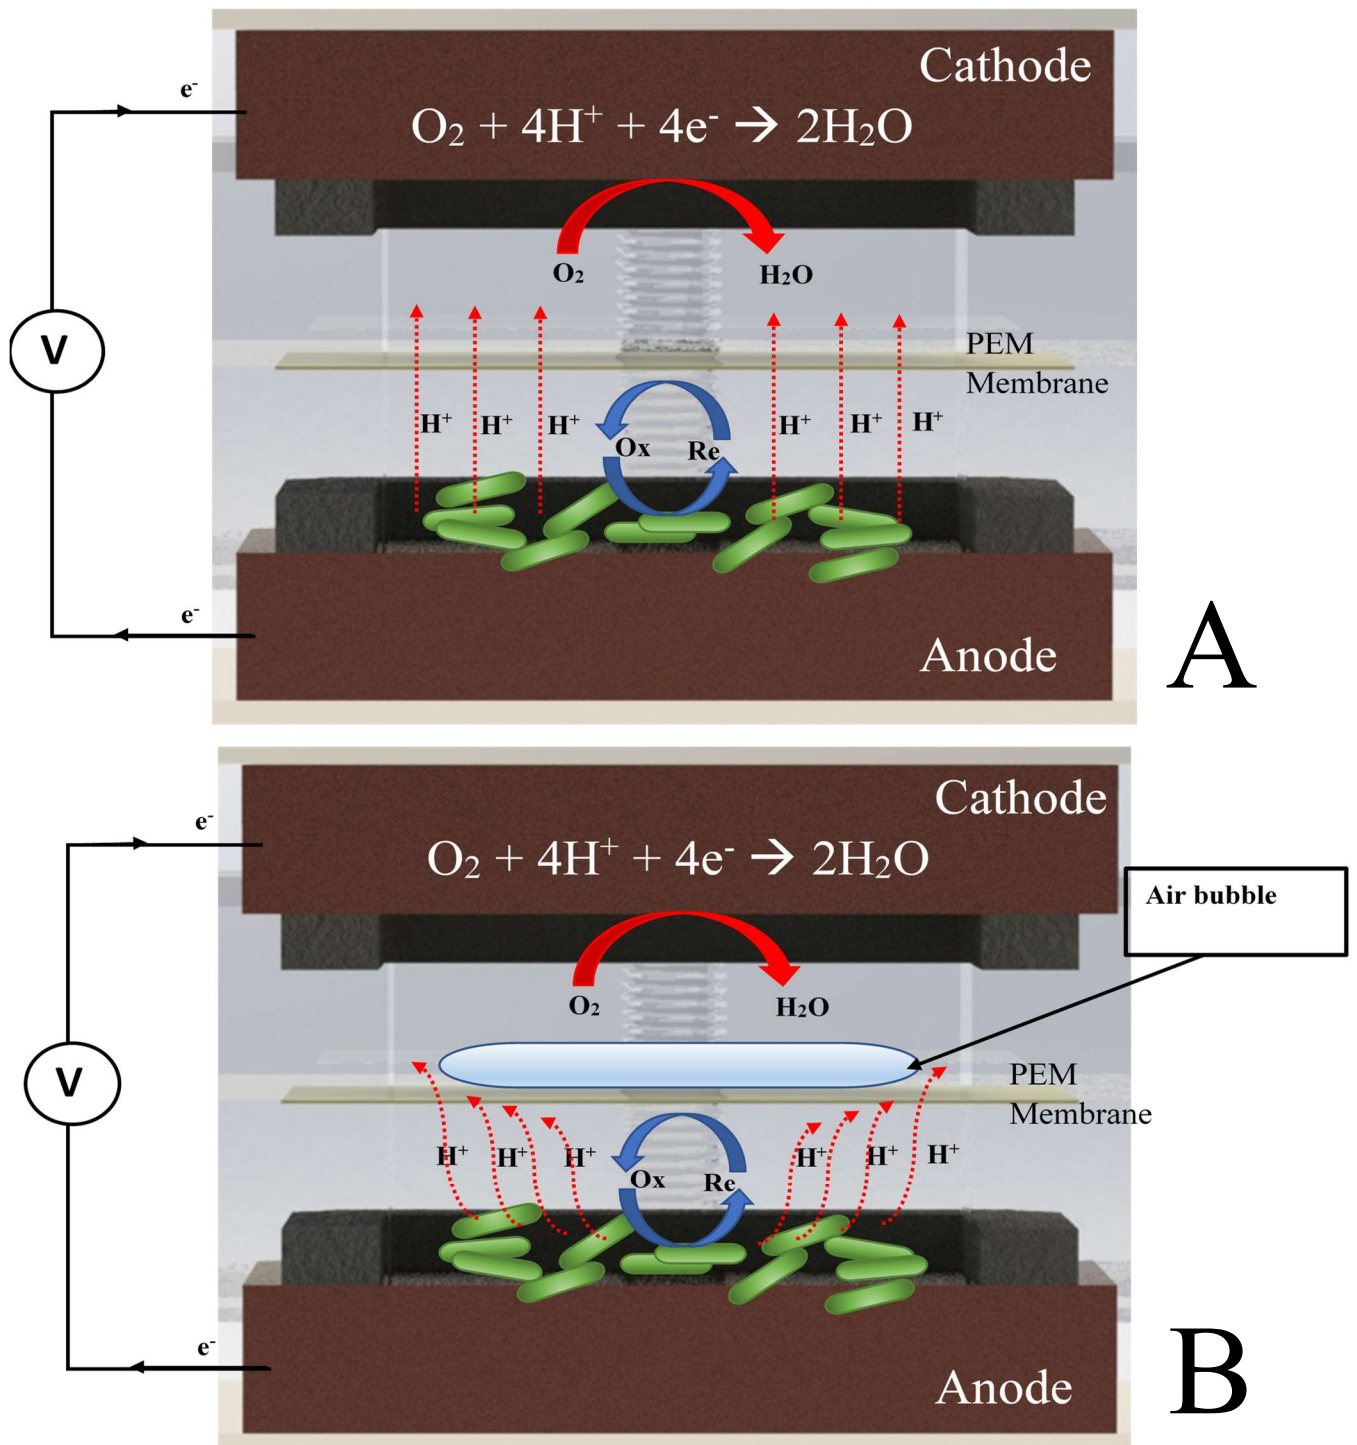 Cathode
e⁻
O₂ + 4H⁺ + 4e⁻ → 2H₂O
O₂
H₂O
V
PEM
Membrane
H⁺ H⁺ H⁺ H⁺ H⁺ H⁺
Ox Re
e⁻
Anode
A
Cathode
e⁻
O₂ + 4H⁺ + 4e⁻ → 2H₂O
Air bubble
O₂
H₂O
V
PEM
Membrane
H⁺ H⁺ H⁺ H⁺ H⁺ H⁺
Ox Re
e⁻
Anode
B